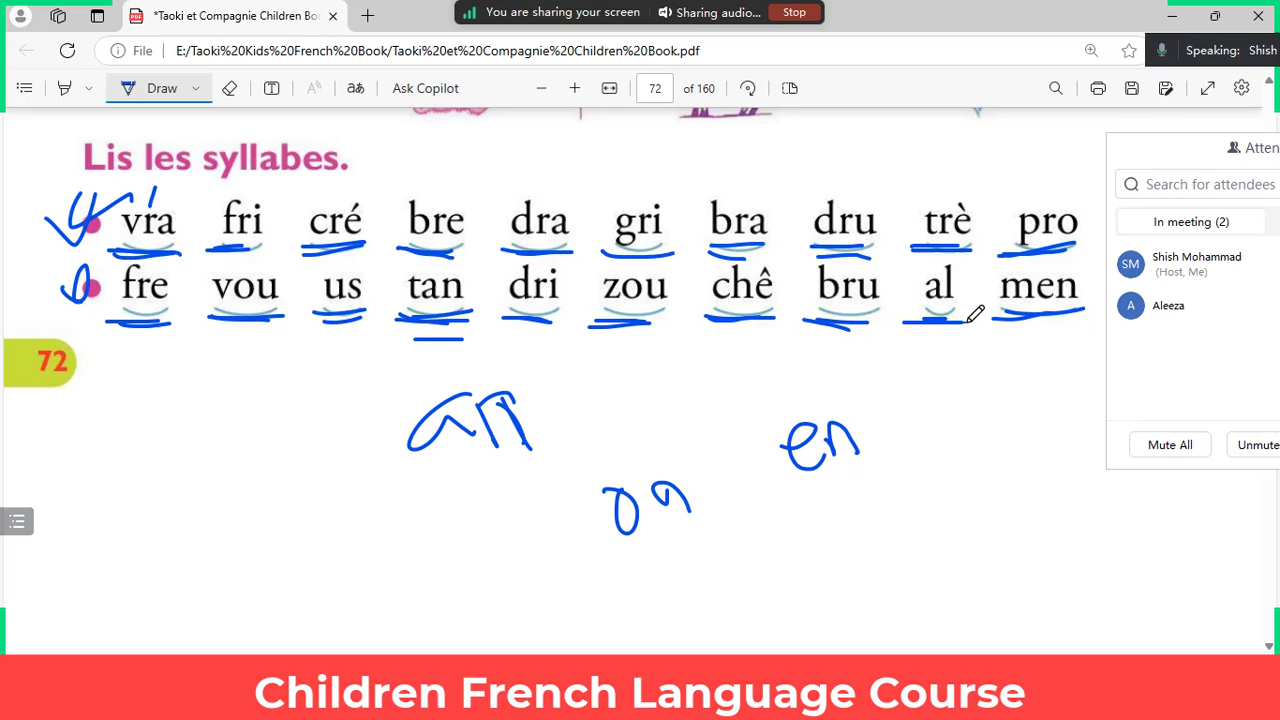 *Taoki et Compagnie Children Bo
You are sharing your screen
Sharing audio...
Stop
File
E:/Taoki%20Kids%20French%20Book/Taoki%20et%20Compagnie%20Children%20Book.pdf
Speaking: Shish
Draw
aあ
Ask Copilot
72
of 160
Lis les syllabes.
vra fri cré bre dra gri bra dru trè pro
fre vou us tan dri zou chê bru al men
72
an
en
on
Atten
Search for attendees
In meeting (2)
SM
Shish Mohammad
(Host, Me)
A
Aleeza
Mute All
Unmute
Children French Language Course